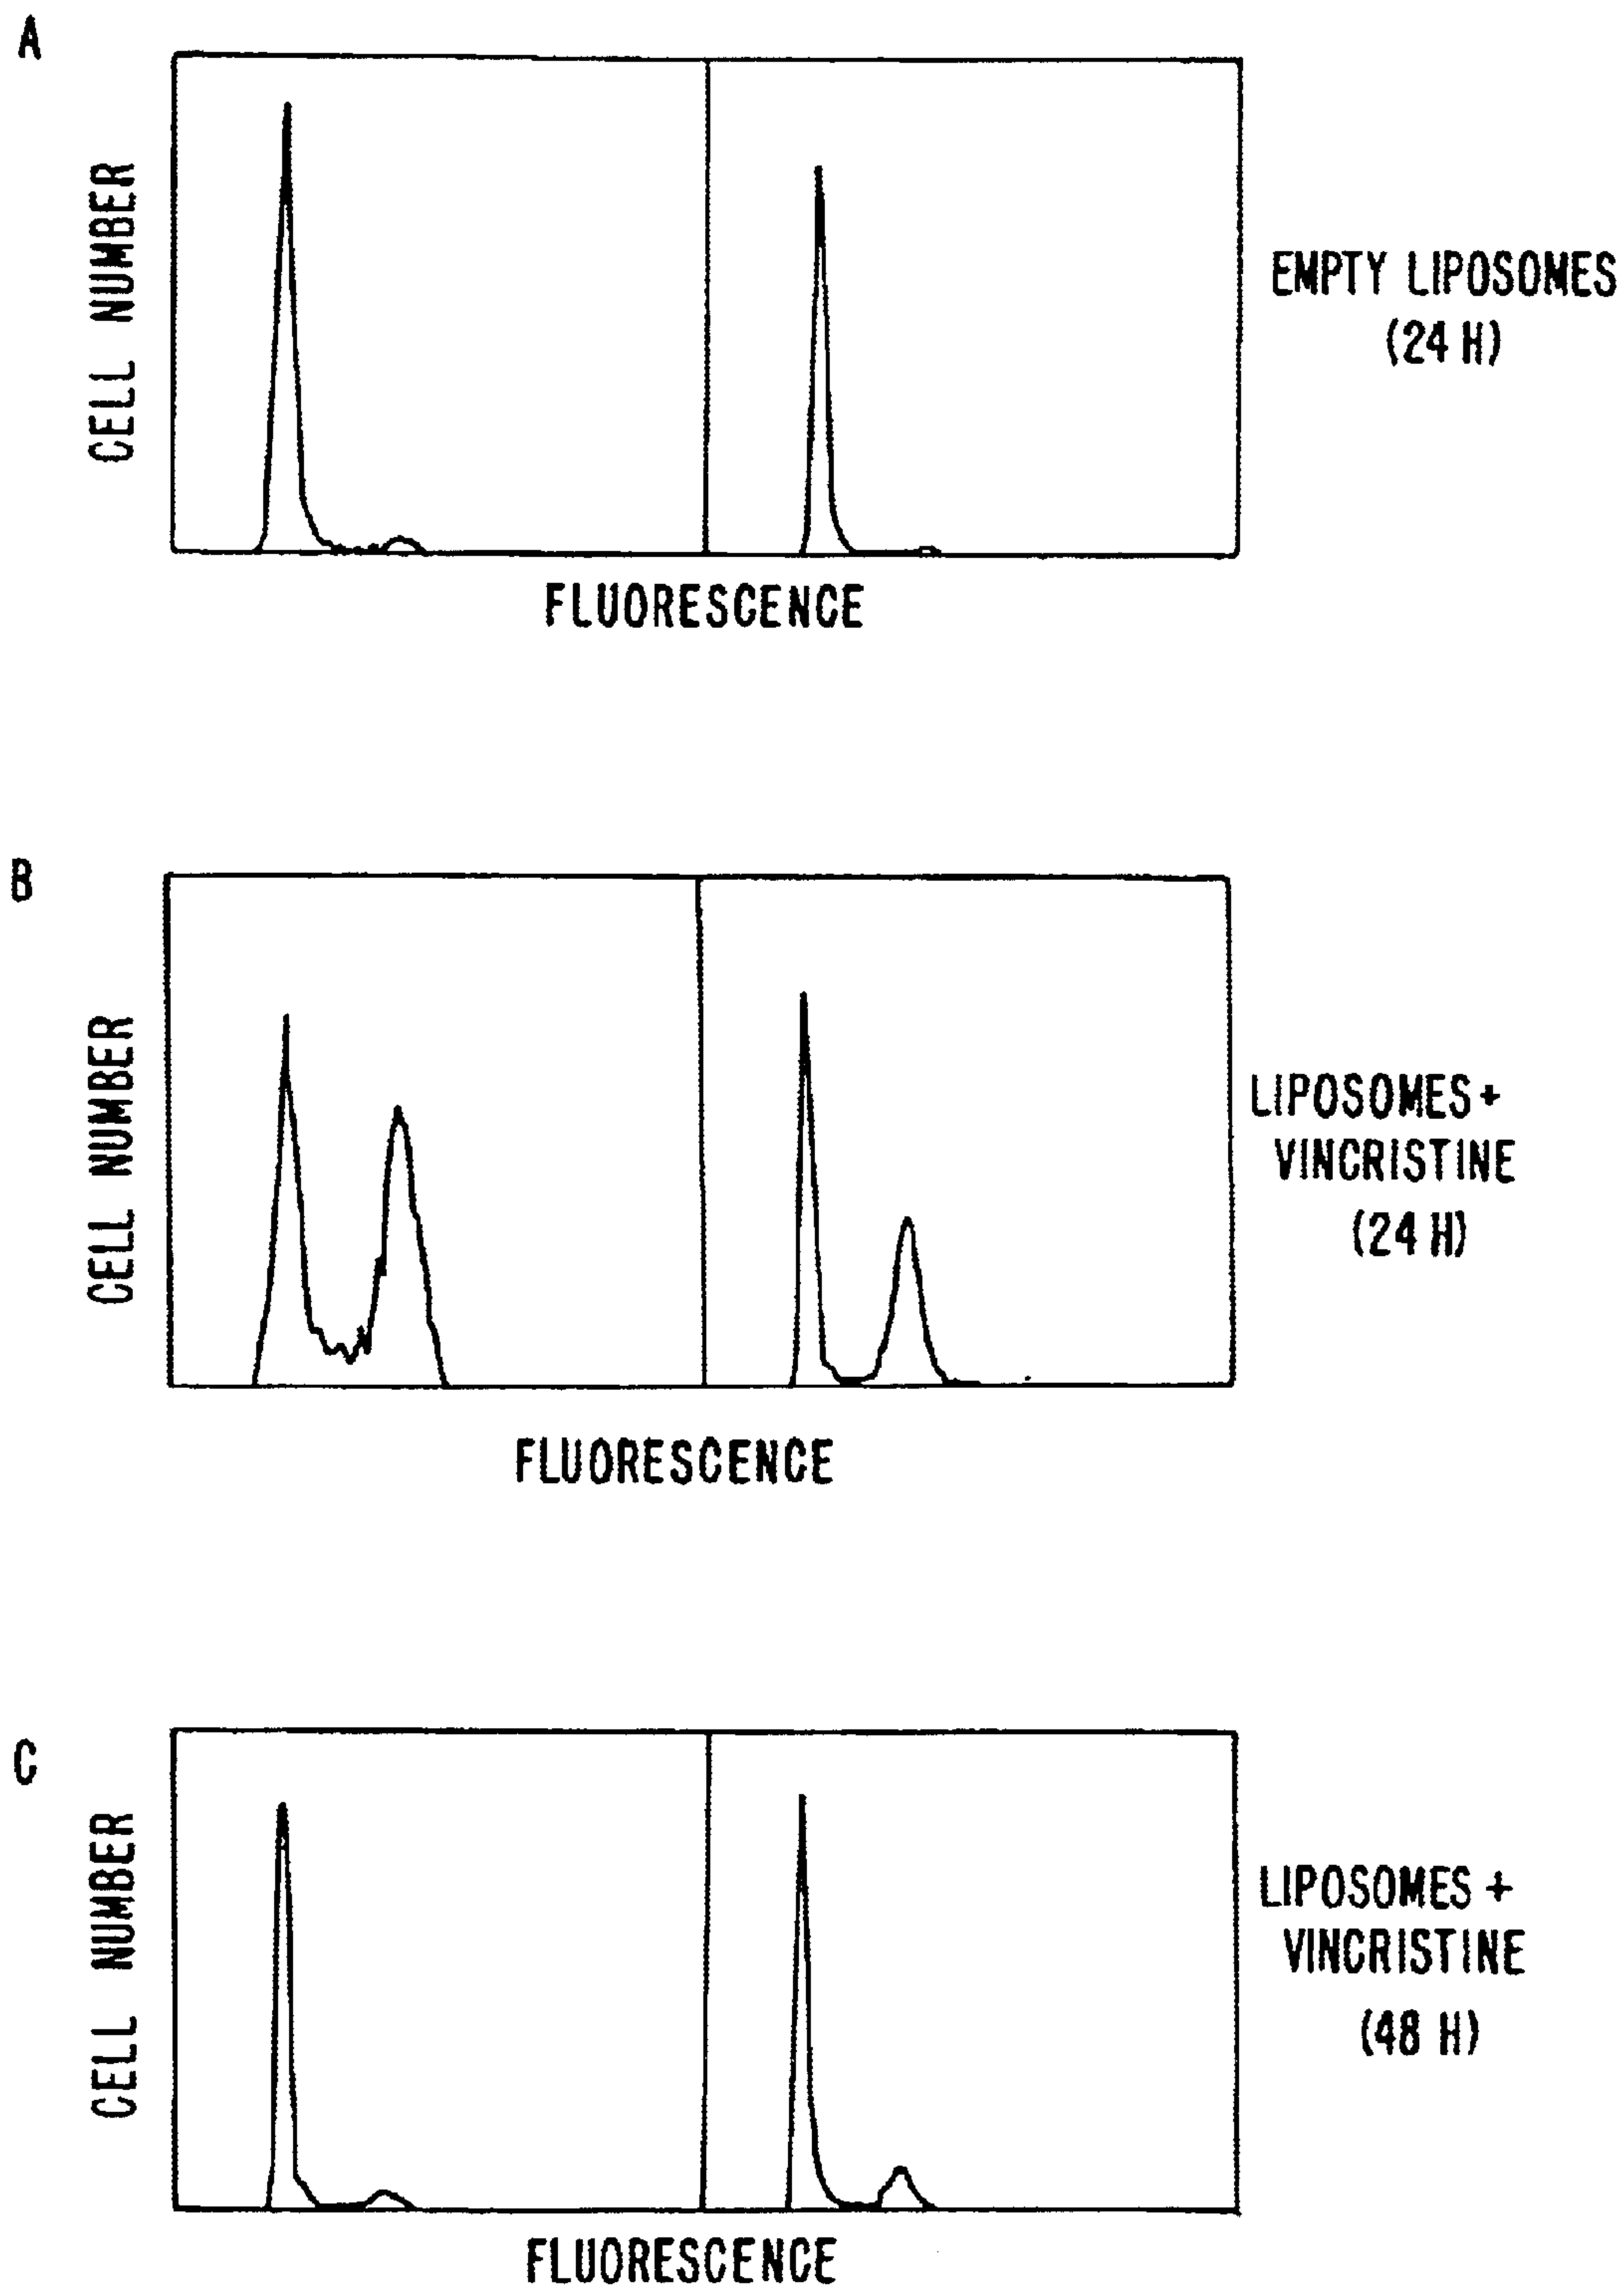 A
CELL NUMBER
EMPTY LIPOSOMES
(24 H)
FLUORESCENCE
B
CELL NUMBER
LIPOSOMES +
VINCRISTINE
(24 H)
FLUORESCENCE
C
CELL NUMBER
LIPOSOMES +
VINCRISTINE
(48 H)
FLUORESCENCE